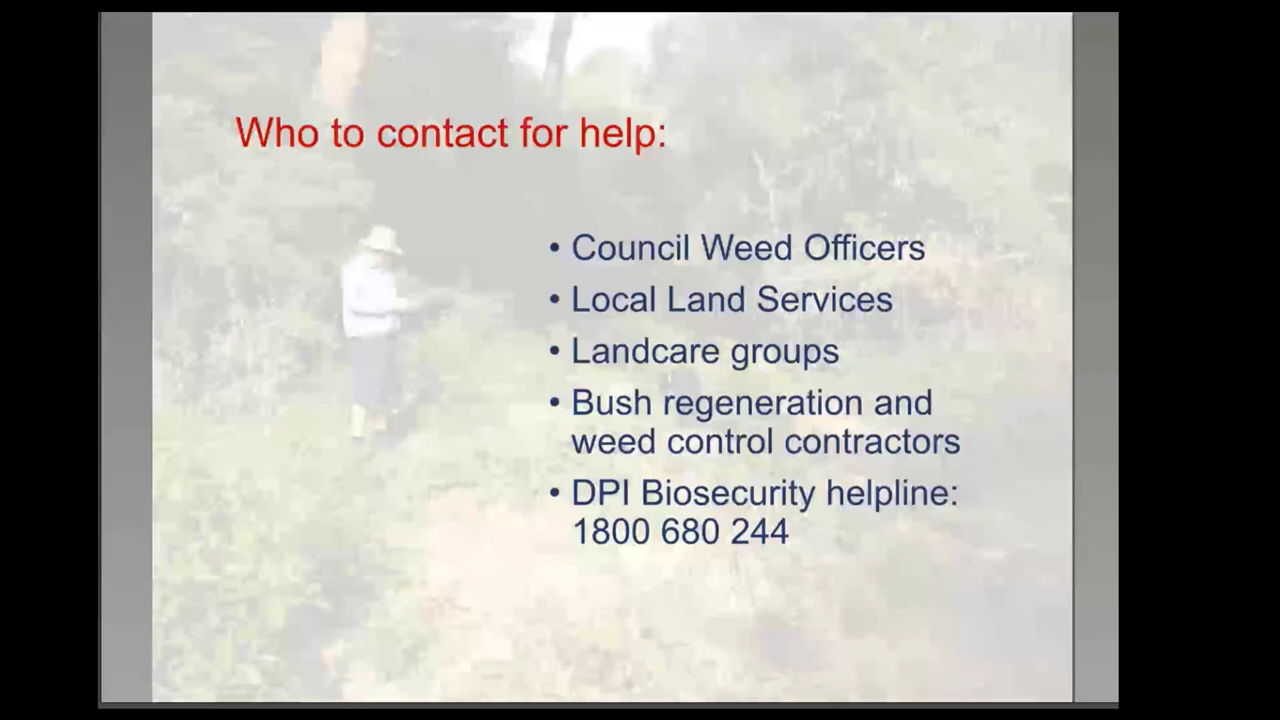 Who to contact for help:
• Council Weed Officers
• Local Land Services
• Landcare groups
• Bush regeneration and
weed control contractors
• DPI Biosecurity helpline:
1800 680 244